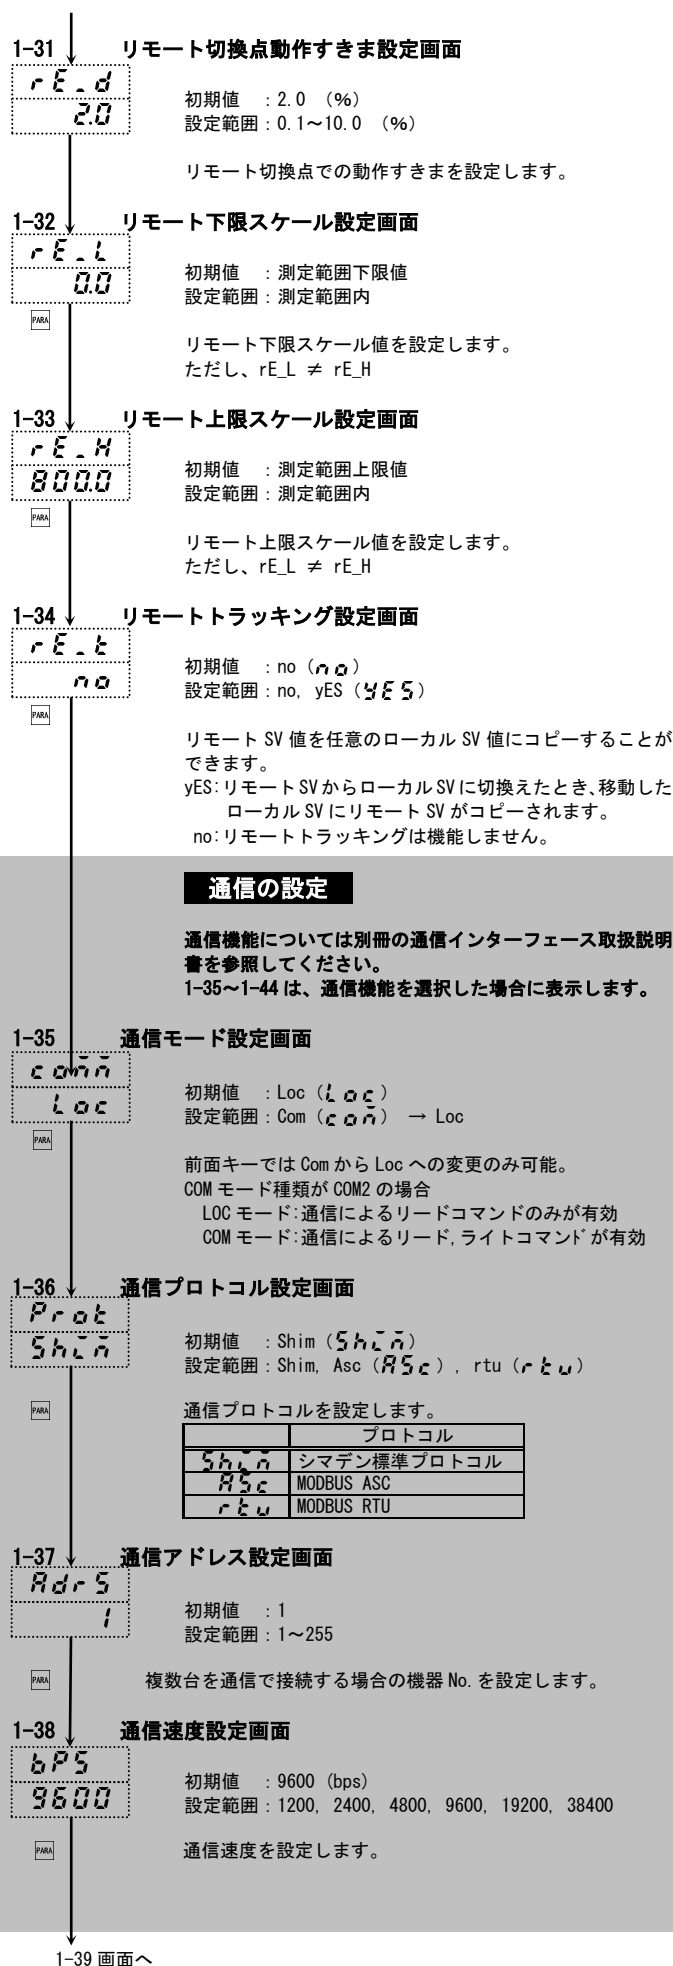 1-31 リモート切換点動作すきま設定画面
rE_d
2.0
初期値 : 2.0 (%)
設定範囲 : 0.1～10.0 (%)
リモート切換点での動作すきまを設定します。
1-32 リモート下限スケール設定画面
rE_L
0.0
初期値 : 測定範囲下限値
設定範囲 : 測定範囲内
PARA
リモート下限スケール値を設定します。
ただし、rE_L ≠ rE_H
1-33 リモート上限スケール設定画面
rE_H
800.0
初期値 : 測定範囲上限値
設定範囲 : 測定範囲内
PARA
リモート上限スケール値を設定します。
ただし、rE_L ≠ rE_H
1-34 リモートトラッキング設定画面
rE_t
no
初期値 : no (no)
設定範囲 : no, yES (YES)
PARA
リモート SV 値を任意のローカル SV 値にコピーすることが
できます。
yES:リモート SV からローカル SV に切換えたとき、移動した
ローカル SV にリモート SV がコピーされます。
no:リモートトラッキングは機能しません。
通信の設定
通信機能については別冊の通信インターフェース取扱説明
書を参照してください。
1-35～1-44 は、通信機能を選択した場合に表示します。
1-35 通信モード設定画面
comm
Loc
初期値 : Loc (Loc)
設定範囲 : Com (com) → Loc
PARA
前面キーでは Com から Loc への変更のみ可能。
COM モード種類が COM2 の場合
LOC モード:通信によるリードコマンドのみが有効
COM モード:通信によるリード,ライトコマンドが有効
1-36 通信プロトコル設定画面
Prot
Shim
初期値 : Shim (Shim)
設定範囲 : Shim, Asc (ASc), rtu (rtu)
PARA
通信プロトコルを設定します。
プロトコル
Shim シマデン標準プロトコル
ASc MODBUS ASC
rtu MODBUS RTU
1-37 通信アドレス設定画面
AdrS
1
初期値 : 1
設定範囲 : 1～255
PARA
複数台を通信で接続する場合の機器 No. を設定します。
1-38 通信速度設定画面
bPS
9600
初期値 : 9600 (bps)
設定範囲 : 1200, 2400, 4800, 9600, 19200, 38400
PARA
通信速度を設定します。
1-39 画面へ